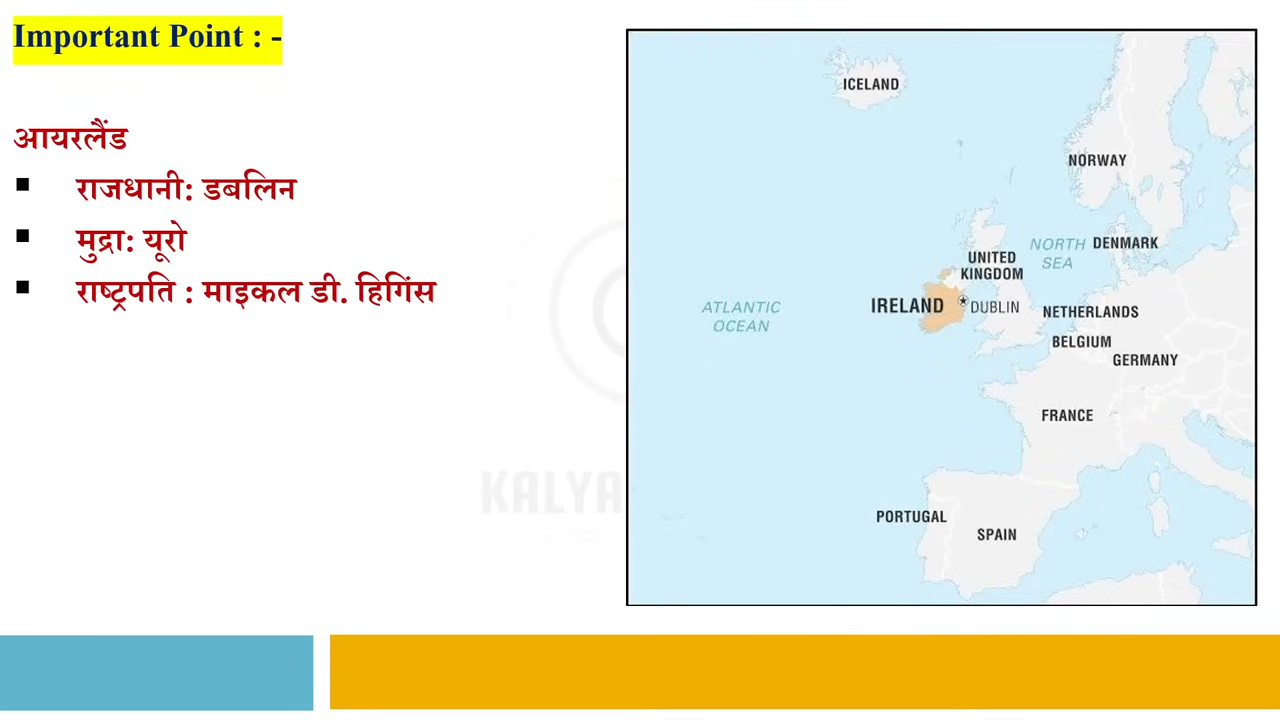 Important Point : -
आयरलैंड
▪ राजधानी: डबलिन
▪ मुद्रा: यूरो
▪ राष्ट्रपति : माइकल डी. हिगिंस
ICELAND
NORWAY
NORTH
SEA
DENMARK
UNITED
KINGDOM
ATLANTIC
OCEAN
IRELAND
DUBLIN
NETHERLANDS
BELGIUM
GERMANY
FRANCE
PORTUGAL
SPAIN
KALYA